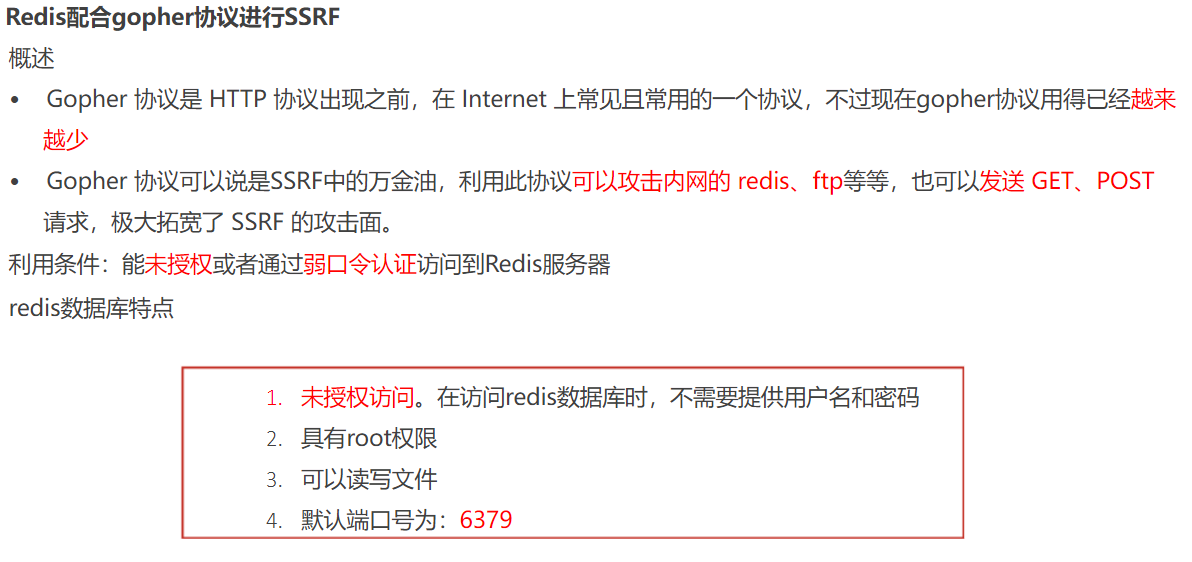 Redis配合gopher协议进行SSRF
概述
• Gopher 协议是 HTTP 协议出现之前，在 Internet 上常见且常用的一个协议，不过现在gopher协议用得已经越来
越少
• Gopher 协议可以说是SSRF中的万金油，利用此协议可以攻击内网的 redis、ftp等等，也可以发送 GET、POST
请求，极大拓宽了 SSRF 的攻击面。
利用条件：能未授权或者通过弱口令认证访问到Redis服务器
redis数据库特点
1. 未授权访问。在访问redis数据库时，不需要提供用户名和密码
2. 具有root权限
3. 可以读写文件
4. 默认端口号为：6379